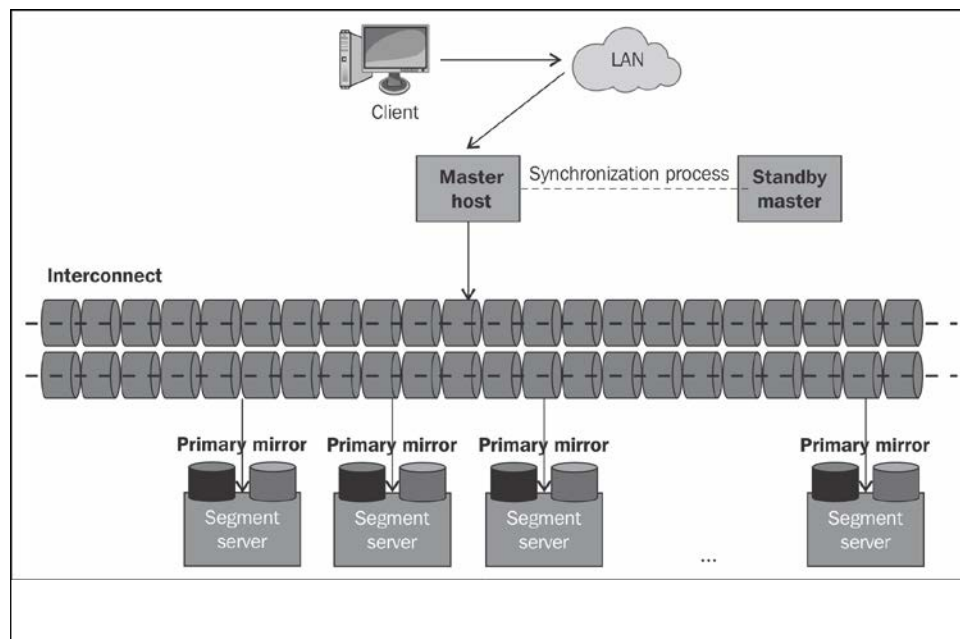 LAN
Client
Master
host
Synchronization process
Standby
master
Interconnect
Primary mirror
Primary mirror
Primary mirror
Primary mirror
Segment
server
Segment
server
Segment
server
Segment
server
...